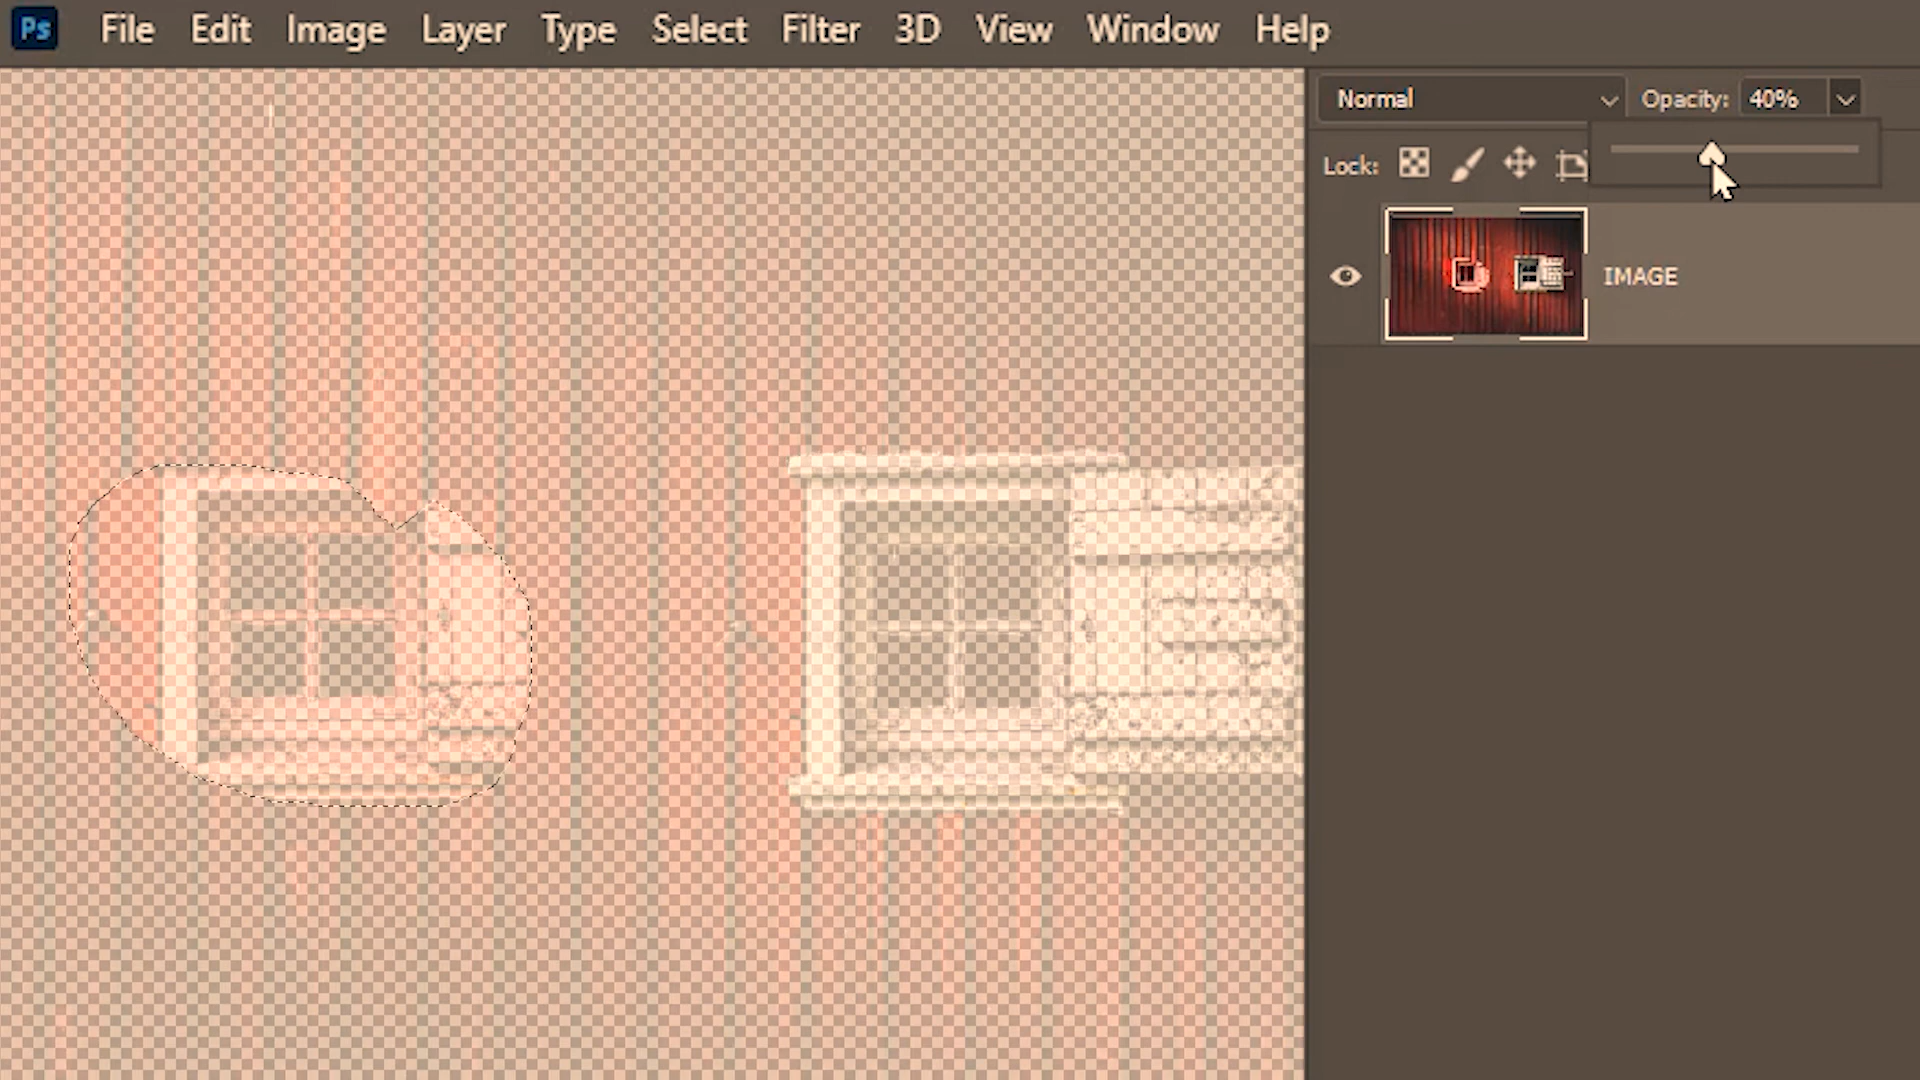 Ps File Edit Image Layer Type Select Filter 3D View Window Help
Normal Opacity: 40%
Lock:
IMAGE